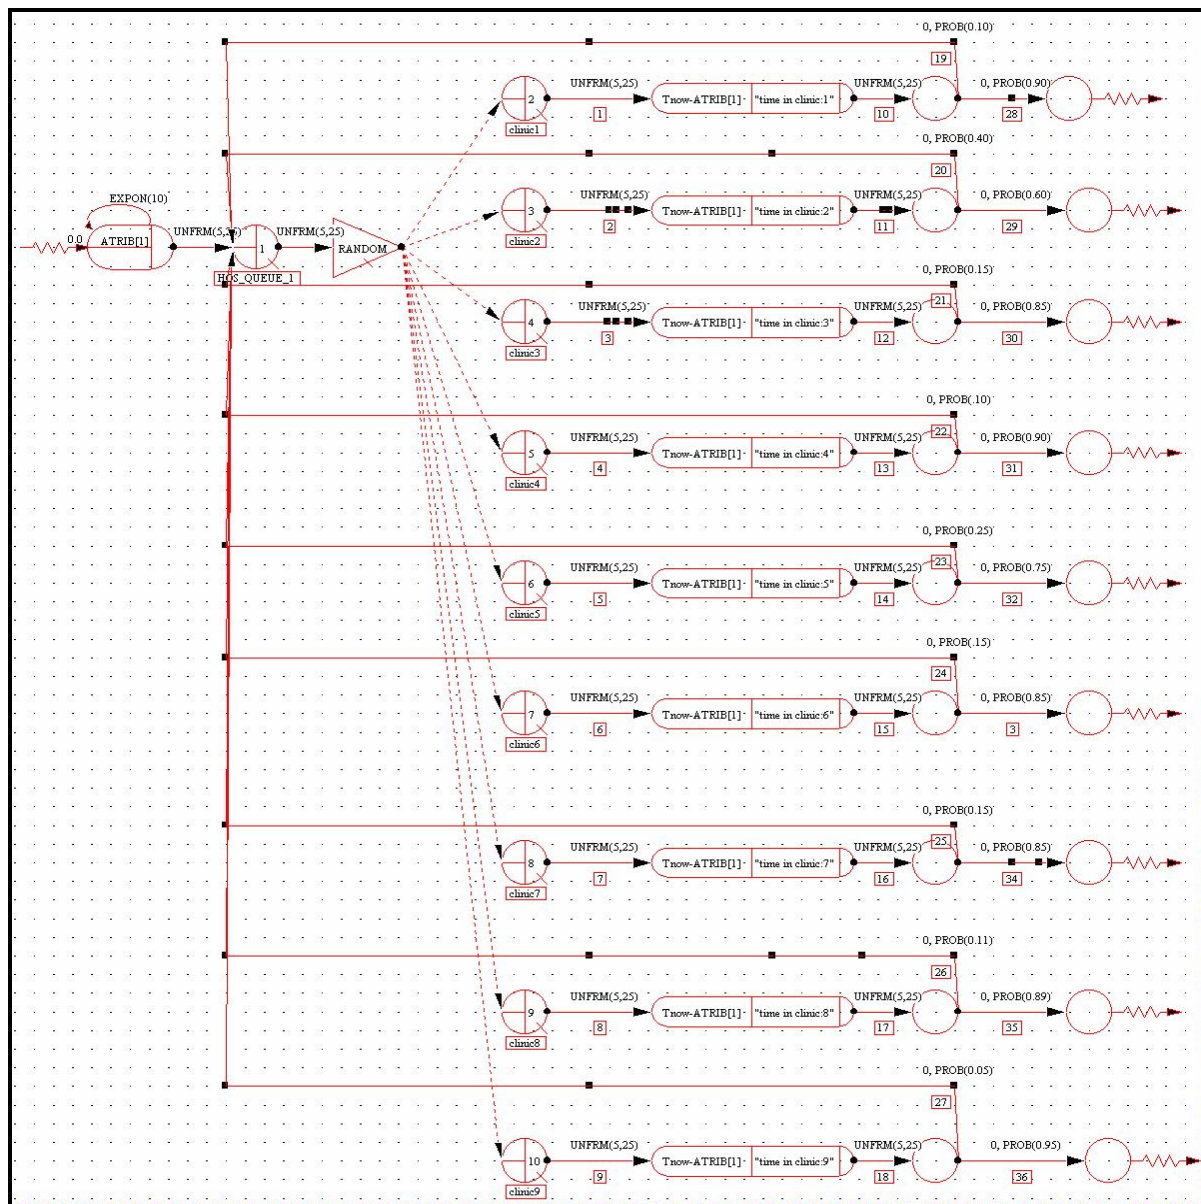 0, PROB(0.10)
19
UNFRM(5,25)
2
clinic1
1
Tnow-ATRIB[1]
"time in clinic:1"
UNFRM(5,25)
10
0, PROB(0.90)
28
0, PROB(0.40)
20
UNFRM(5,25)
3
clinic2
2
Tnow-ATRIB[1]
"time in clinic:2"
UNFRM(5,25)
11
0, PROB(0.60)
29
EXPON(10)
0.0
ATRIB[1]
UNFRM(5,25)
1
HOS_QUEUE_1
UNFRM(5,25)
RANDOM
0, PROB(0.15)
21
UNFRM(5,25)
4
clinic3
3
Tnow-ATRIB[1]
"time in clinic:3"
UNFRM(5,25)
12
0, PROB(0.85)
30
0, PROB(.10)
22
UNFRM(5,25)
5
clinic4
4
Tnow-ATRIB[1]
"time in clinic:4"
UNFRM(5,25)
13
0, PROB(0.90)
31
0, PROB(0.25)
23
UNFRM(5,25)
6
clinic5
5
Tnow-ATRIB[1]
"time in clinic:5"
UNFRM(5,25)
14
0, PROB(0.75)
32
0, PROB(.15)
24
UNFRM(5,25)
7
clinic6
6
Tnow-ATRIB[1]
"time in clinic:6"
UNFRM(5,25)
15
0, PROB(0.85)
3
0, PROB(0.15)
25
UNFRM(5,25)
8
clinic7
7
Tnow-ATRIB[1]
"time in clinic:7"
UNFRM(5,25)
16
0, PROB(0.85)
34
0, PROB(0.11)
26
UNFRM(5,25)
9
clinic8
8
Tnow-ATRIB[1]
"time in clinic:8"
UNFRM(5,25)
17
0, PROB(0.89)
35
0, PROB(0.05)
27
UNFRM(5,25)
10
clinic9
9
Tnow-ATRIB[1]
"time in clinic:9"
UNFRM(5,25)
18
0, PROB(0.95)
36